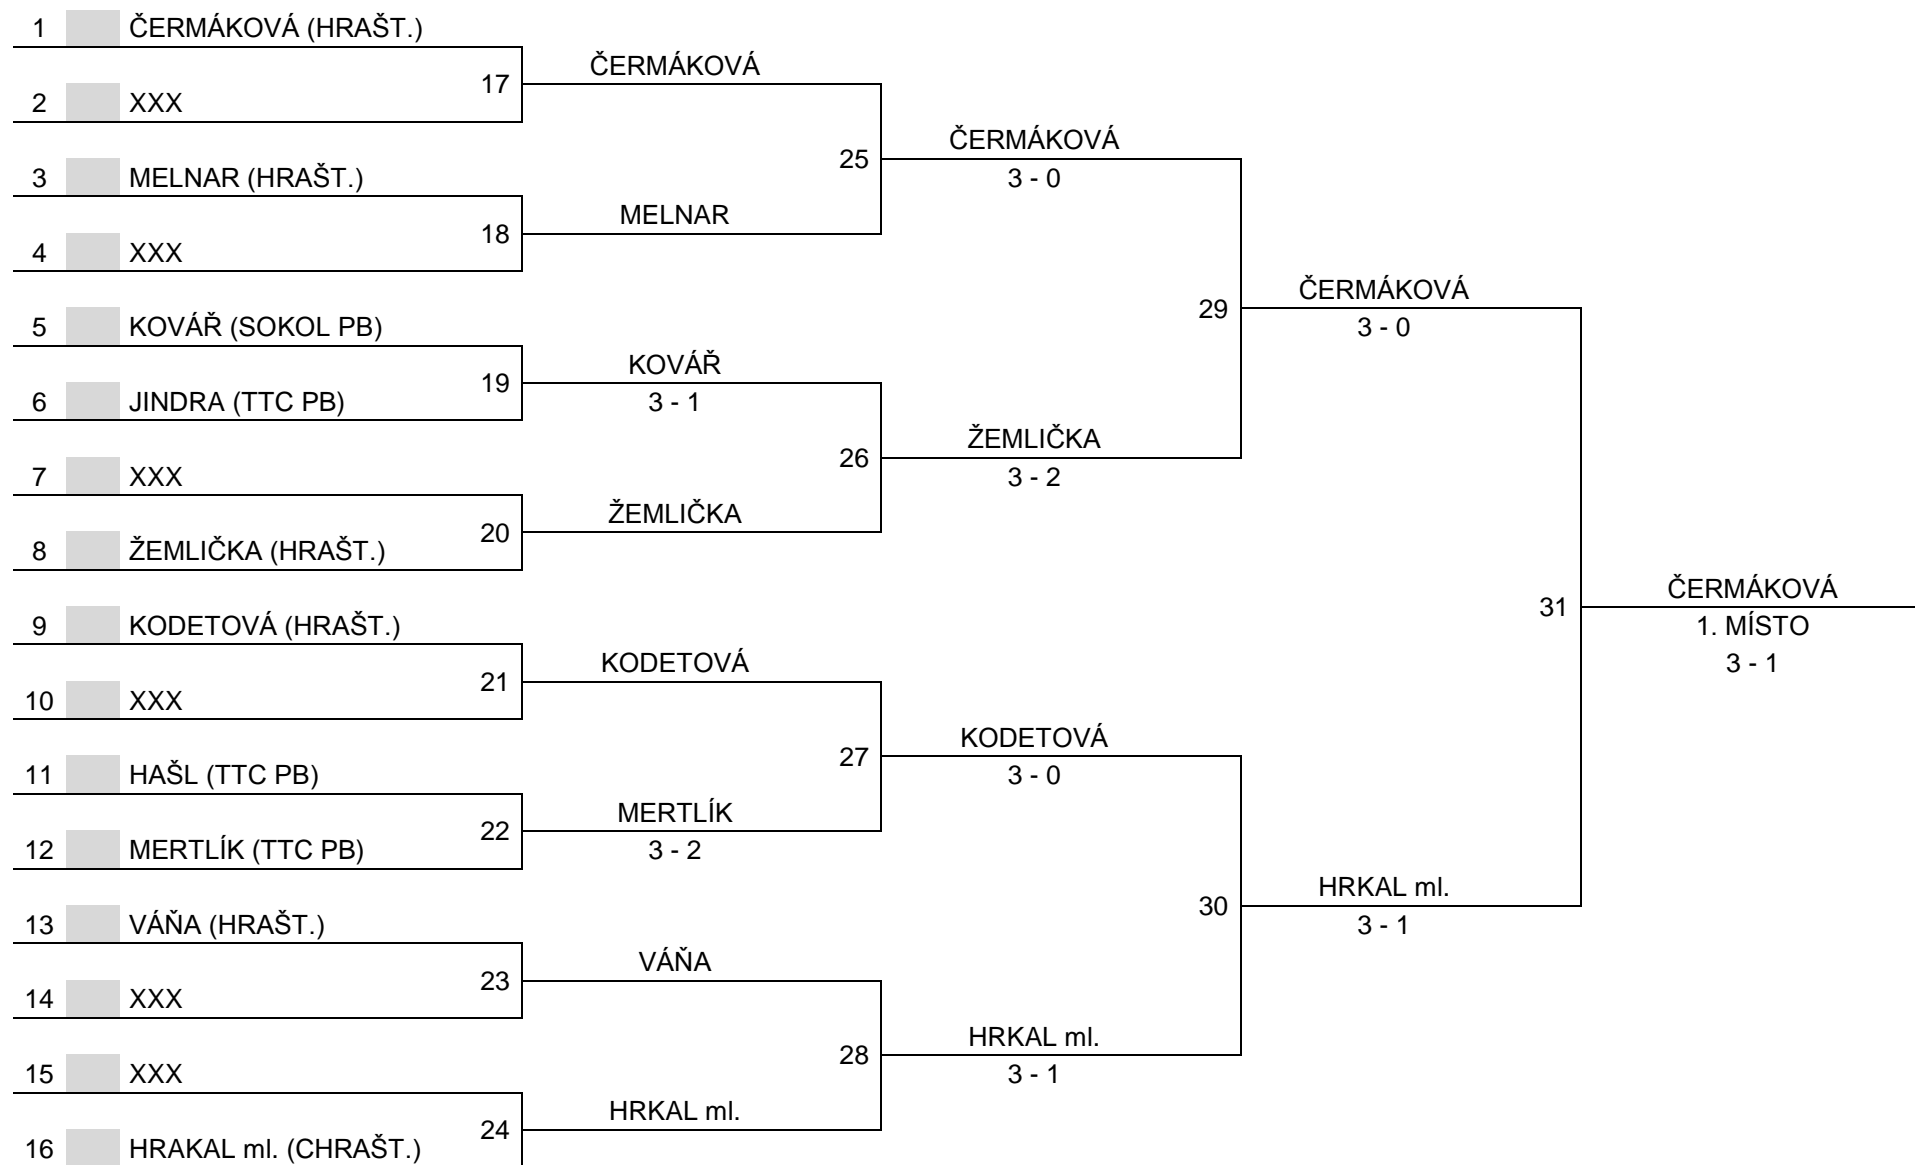 1 ČERMÁKOVÁ (HRAŠT.)
ČERMÁKOVÁ
17
2 XXX
ČERMÁKOVÁ
25
3 - 0
3 MELNAR (HRAŠT.)
MELNAR
18
4 XXX
ČERMÁKOVÁ
29
3 - 0
5 KOVÁŘ (SOKOL PB)
KOVÁŘ
19
3 - 1
6 JINDRA (TTC PB)
ŽEMLIČKA
26
3 - 2
7 XXX
ŽEMLIČKA
20
8 ŽEMLIČKA (HRAŠT.)
ČERMÁKOVÁ
31
1. MÍSTO
3 - 1
9 KODETOVÁ (HRAŠT.)
KODETOVÁ
21
10 XXX
KODETOVÁ
27
3 - 0
11 HAŠL (TTC PB)
MERTLÍK
22
3 - 2
12 MERTLÍK (TTC PB)
HRKAL ml.
30
3 - 1
13 VÁŇA (HRAŠT.)
VÁŇA
23
14 XXX
HRKAL ml.
28
3 - 1
15 XXX
HRKAL ml.
24
16 HRAKAL ml. (CHRAŠT.)